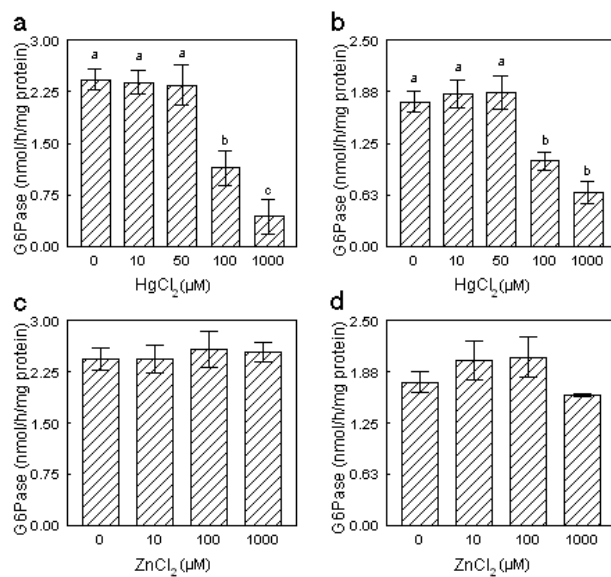 a
G6Pase (nmol/h/mg protein)
3.00
2.25
1.50
0.75
0.00
a
a
a
b
c
0
10
50
100
1000
HgCl2 (µM)
b
G6Pase (nmol/h/mg protein)
2.50
1.88
1.25
0.63
0.00
a
a
a
b
b
0
10
50
100
1000
HgCl2 (µM)
c
G6Pase (nmol/h/mg protein)
3.00
2.25
1.50
0.75
0.00
0
10
100
1000
ZnCl2 (µM)
d
G6Pase (nmol/h/mg protein)
2.50
1.88
1.25
0.63
0.00
0
10
100
1000
ZnCl2 (µM)